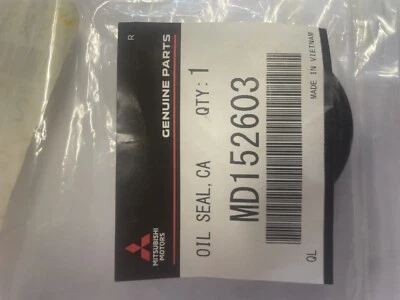 R
GENUINE PARTS
MITSUBISHI
MOTORS
OIL SEAL, CA QTY: 1
MD152603
MADE IN VIETNAM
QL